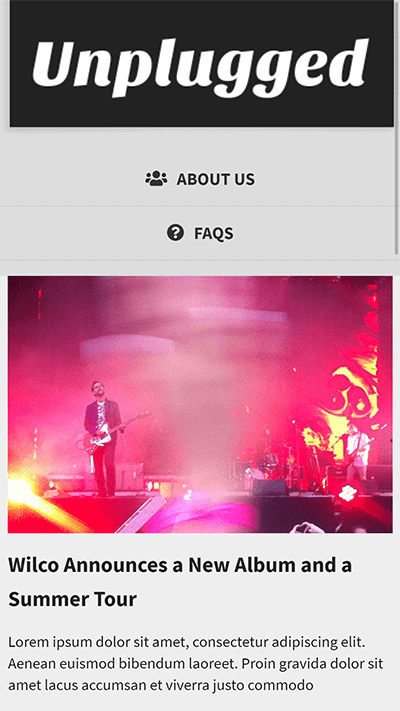 Unplugged
ABOUT US
FAQS
Wilco Announces a New Album and a
Summer Tour
Lorem ipsum dolor sit amet, consectetur adipiscing elit.
Aenean euismod bibendum laoreet. Proin gravida dolor sit
amet lacus accumsan et viverra justo commodo